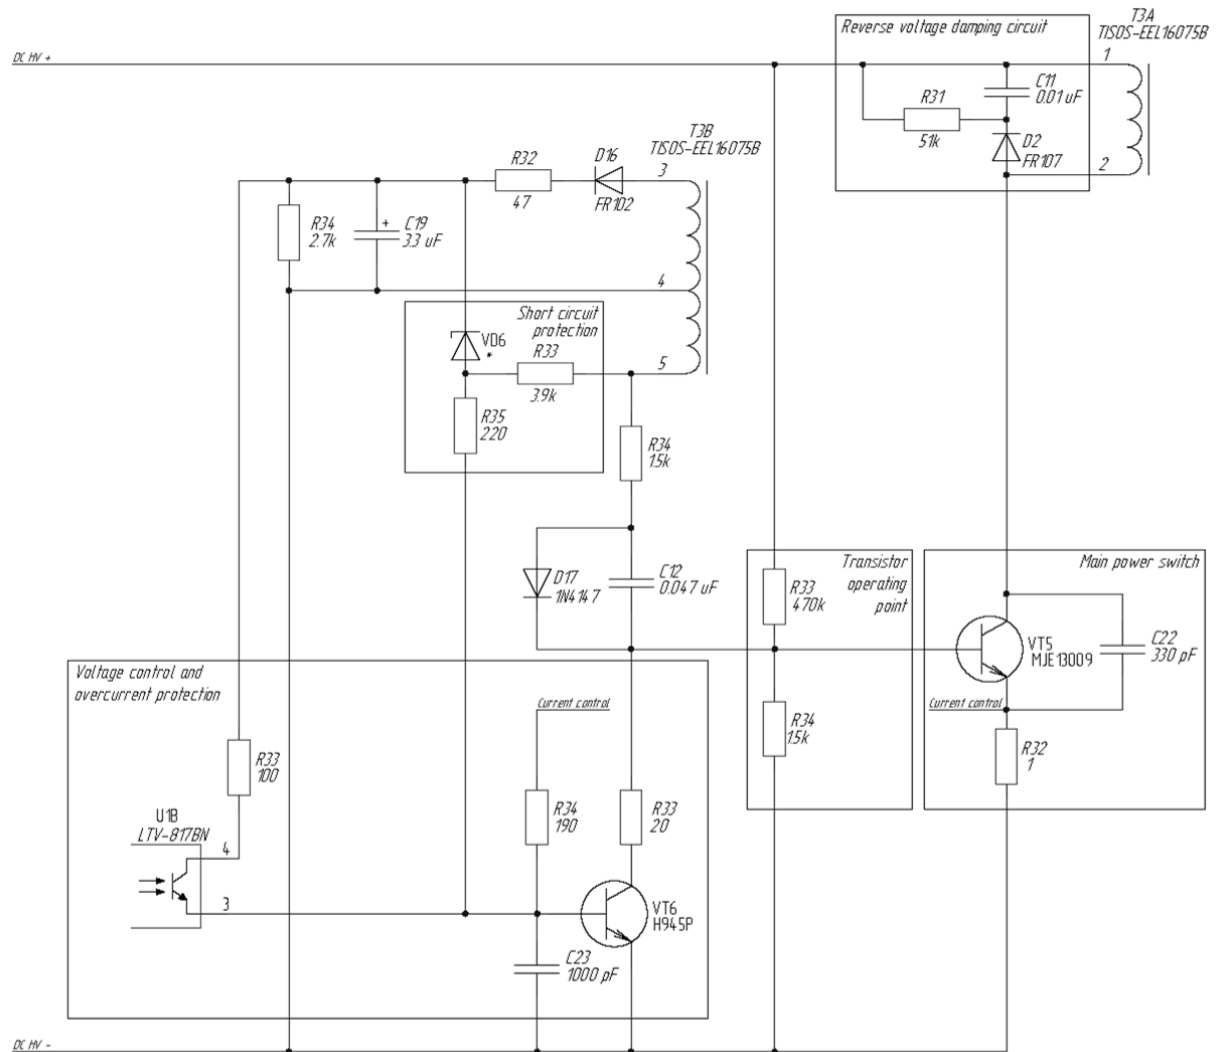 Reverse voltage damping circuit
T3A
TISOS-EEL16075B
DC HV +
1
C11
0.01 uF
R31
51k
D2
FR107
2
T3B
TISOS-EEL16075B
R32
47
D16
FR102
3
R34
2.7k
+
C19
3.3 uF
4
Short circuit
protection
VD6
*
R33
3.9k
5
R35
220
R34
1.5k
D17
1N4147
C12
0.047 uF
Transistor
operating
point
R33
470k
R34
1.5k
Main power switch
VT5
MJE13009
C22
330 pF
Current control
R32
1
Voltage control and
overcurrent protection
Current control
R33
100
R34
190
R33
20
U1B
LTV-817BN
4
3
VT6
H945P
C23
1000 pF
DC HV -